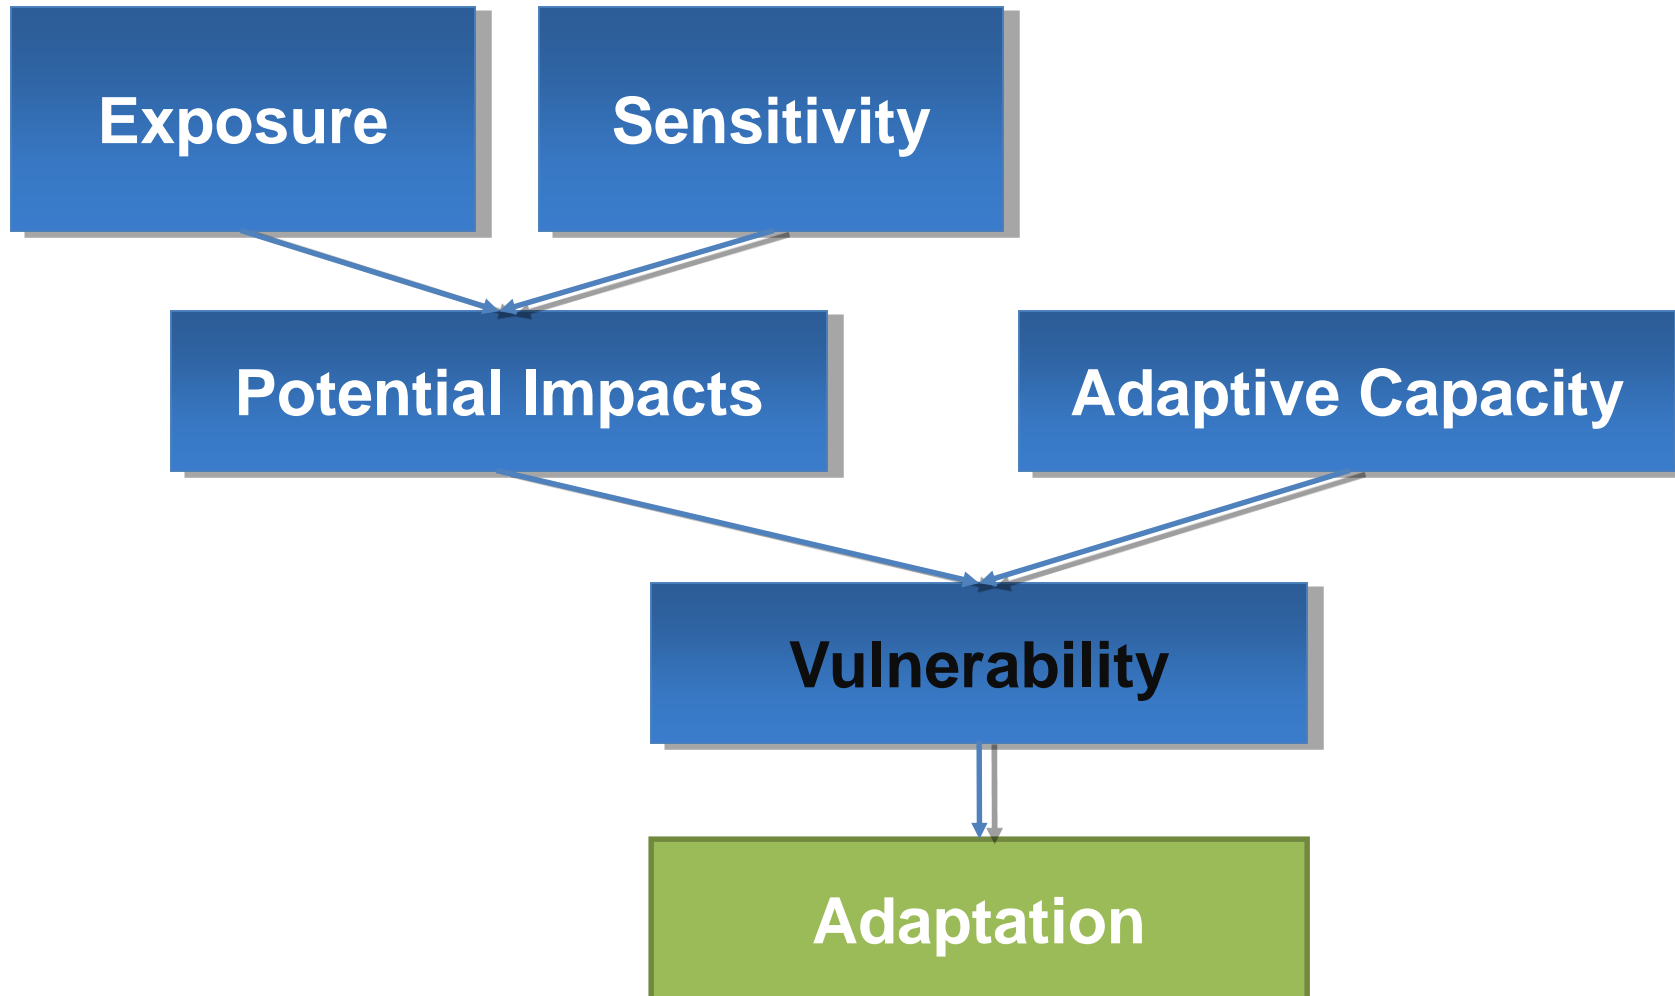 Exposure
Sensitivity
Potential Impacts
Adaptive Capacity
Vulnerability
Adaptation